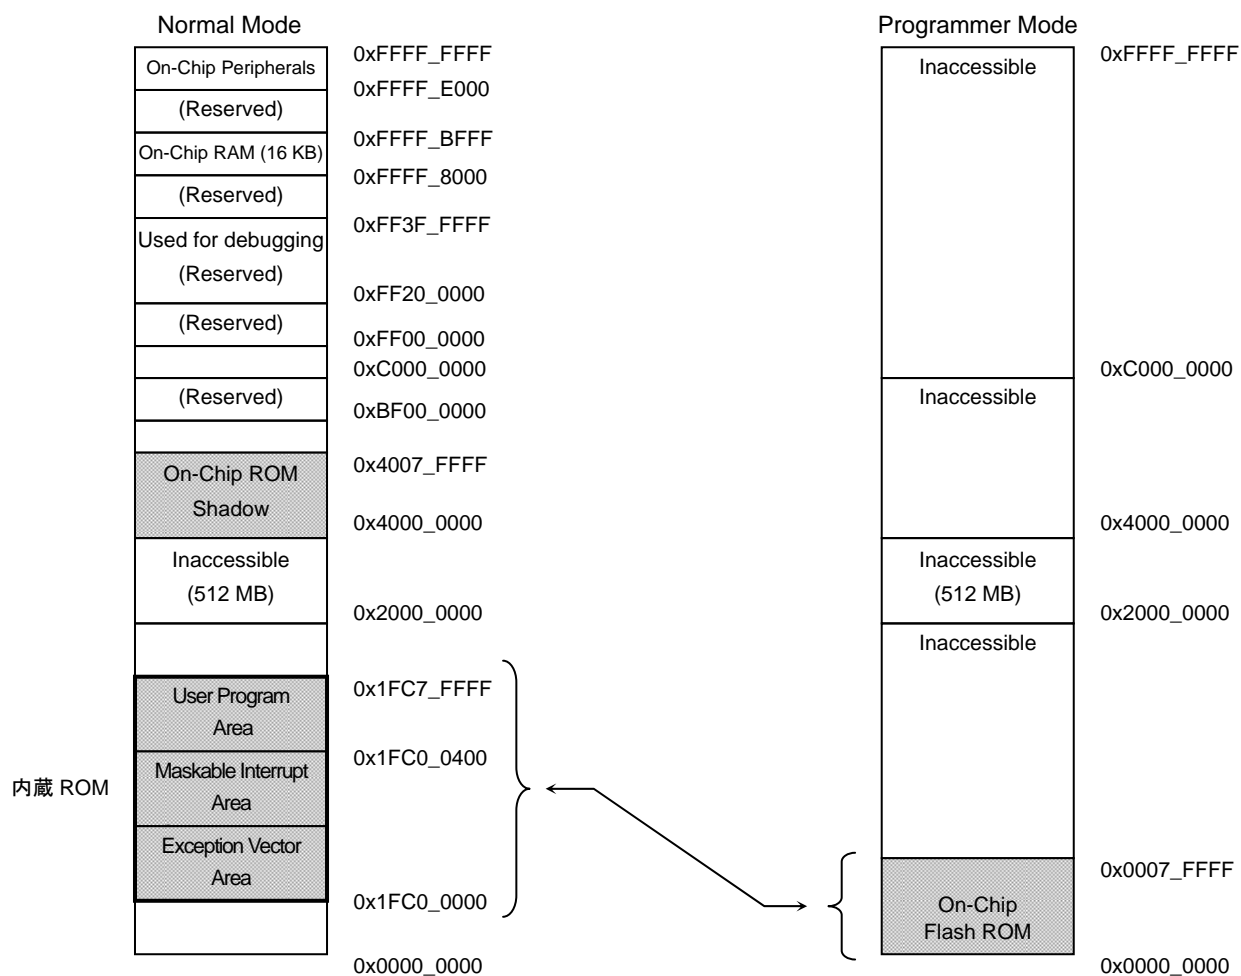 Normal Mode
On-Chip Peripherals
(Reserved)
On-Chip RAM (16 KB)
(Reserved)
Used for debugging
(Reserved)
(Reserved)
(Reserved)
On-Chip ROM
Shadow
Inaccessible
(512 MB)
User Program
Area
Maskable Interrupt
Area
Exception Vector
Area
内蔵 ROM
0xFFFF_FFFF
0xFFFF_E000
0xFFFF_BFFF
0xFFFF_8000
0xFF3F_FFFF
0xFF20_0000
0xFF00_0000
0xC000_0000
0xBF00_0000
0x4007_FFFF
0x4000_0000
0x2000_0000
0x1FC7_FFFF
0x1FC0_0400
0x1FC0_0000
0x0000_0000
Programmer Mode
Inaccessible
Inaccessible
Inaccessible
(512 MB)
Inaccessible
On-Chip
Flash ROM
0xFFFF_FFFF
0xC000_0000
0x4000_0000
0x2000_0000
0x0007_FFFF
0x0000_0000